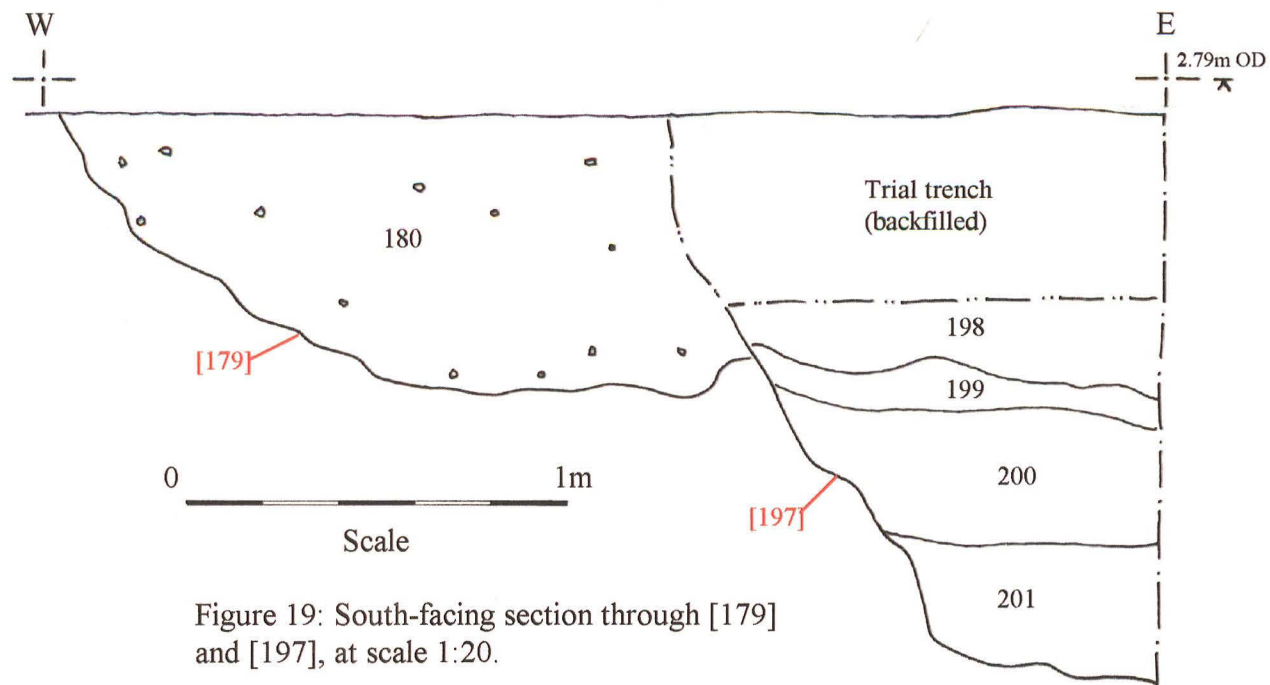 W
E
2.79m OD
Trial trench
(backfilled)
180
198
[179]
199
0
1m
200
[197]
Scale
201
Figure 19: South-facing section through [179]
and [197], at scale 1:20.